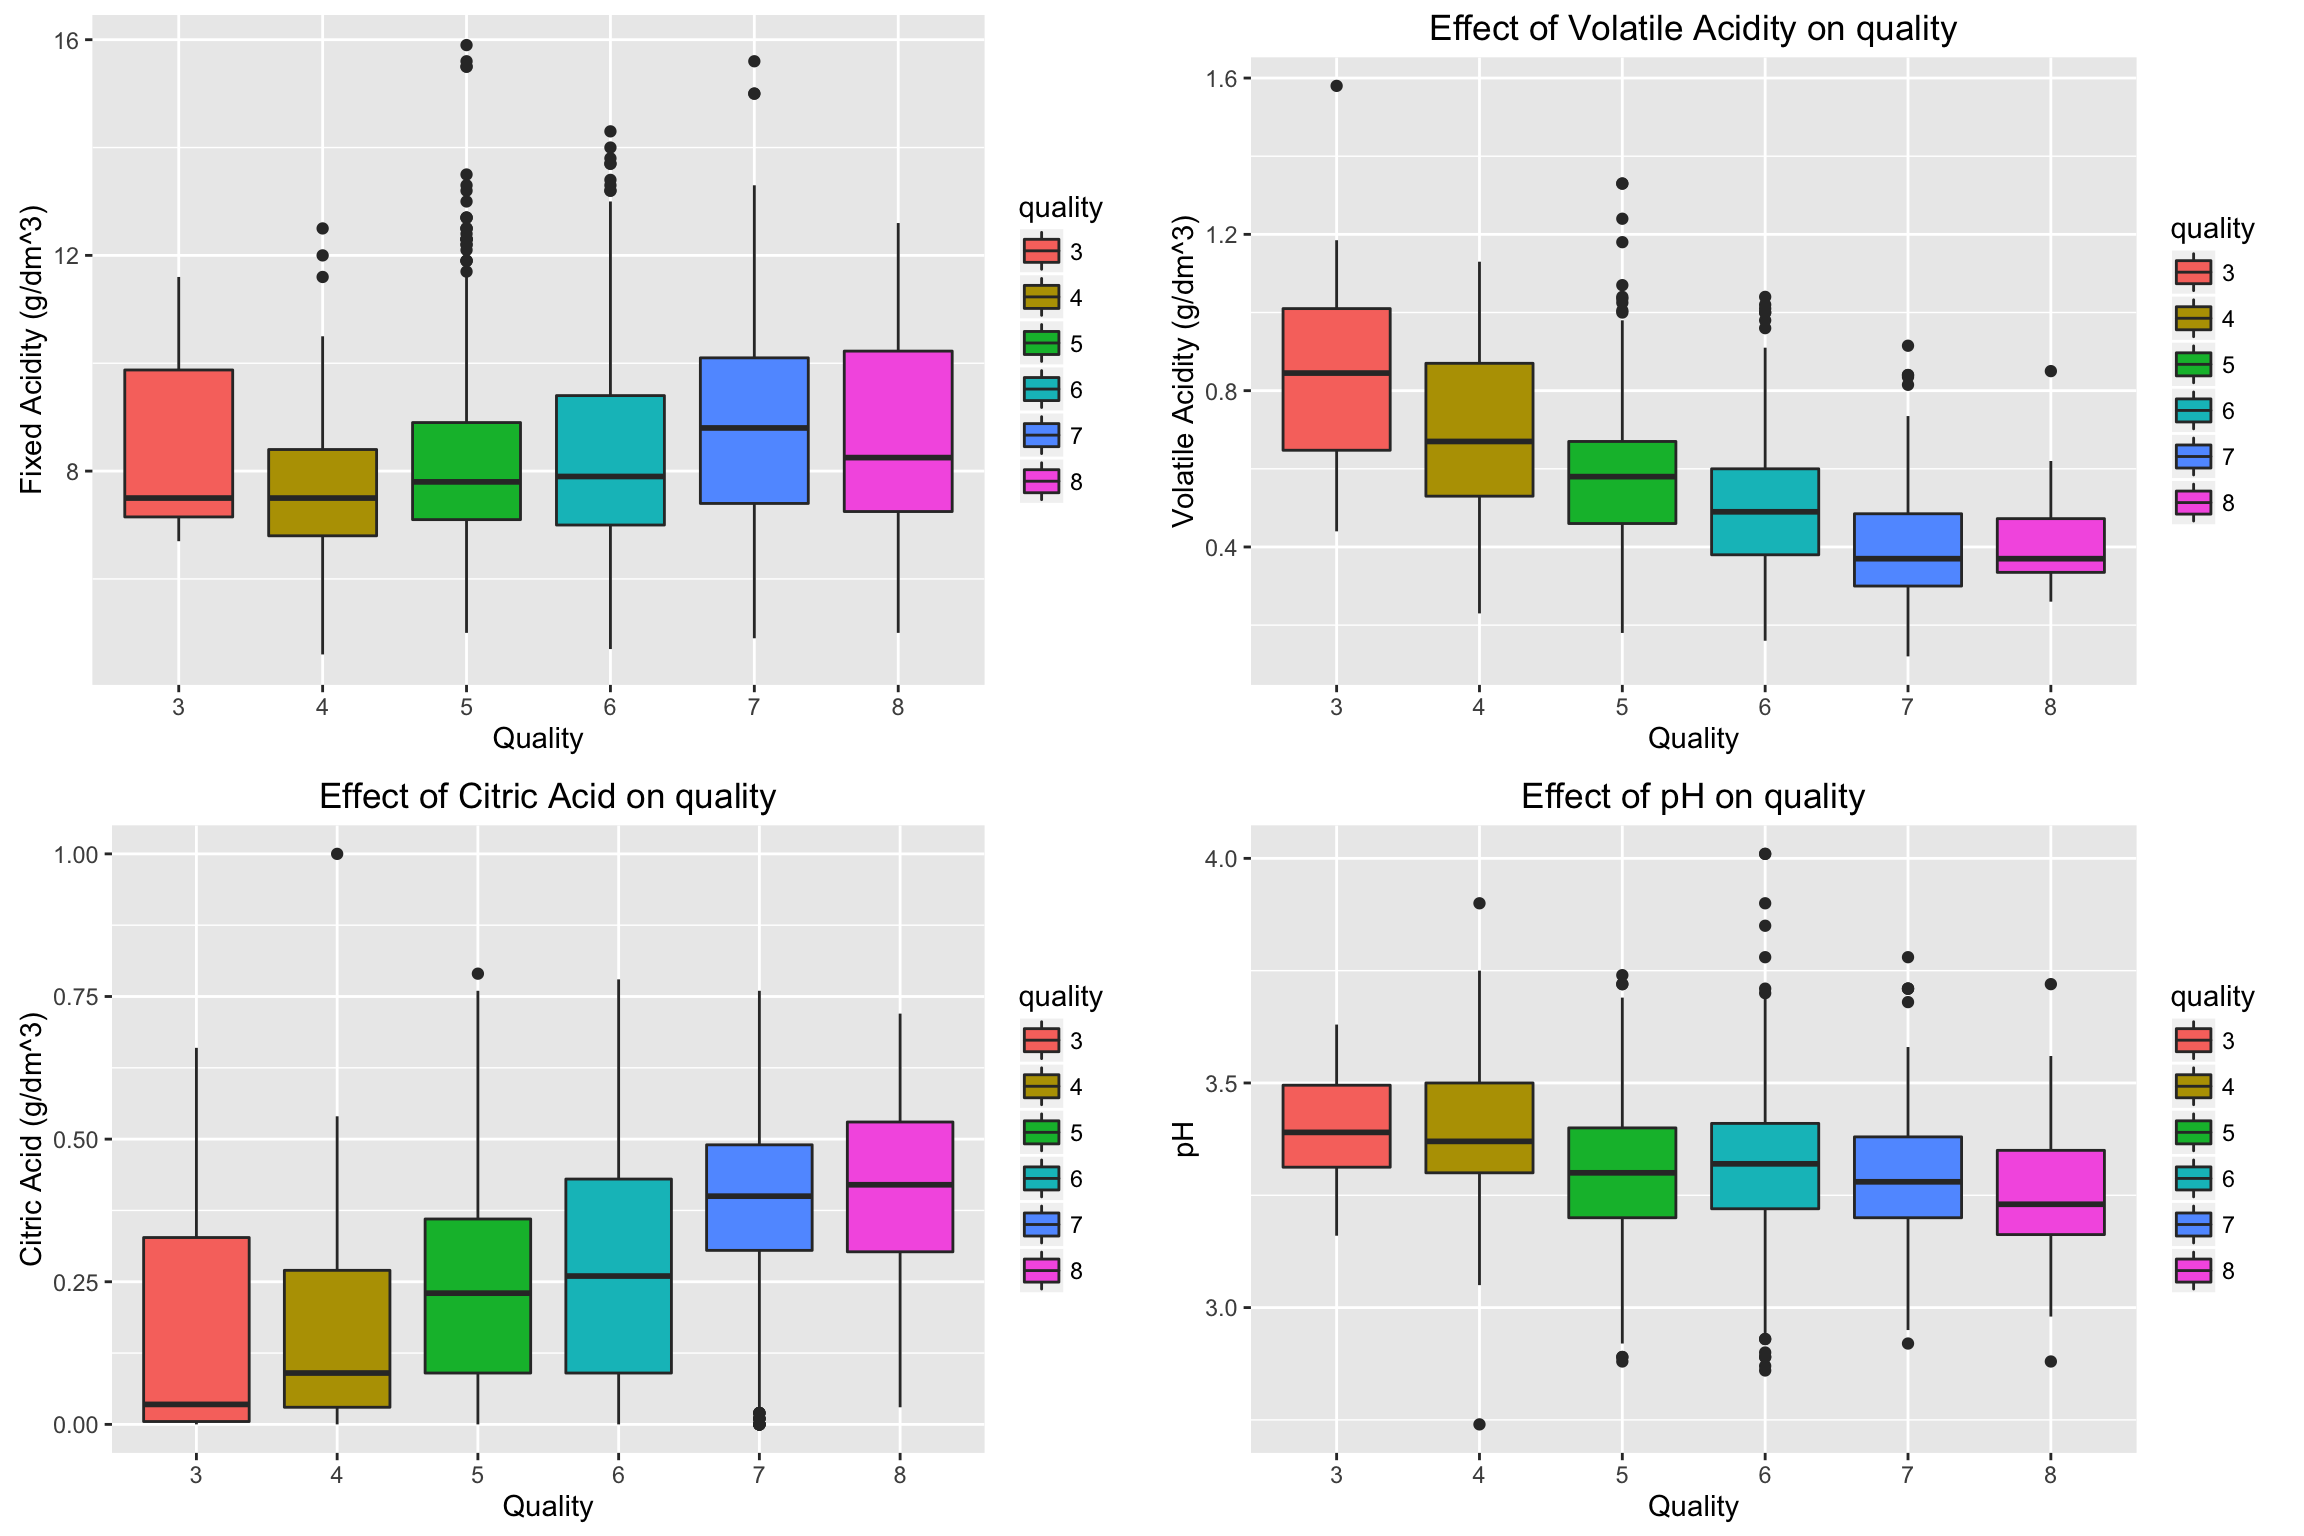 16
12
8
Fixed Acidity (g/dm^3)
3 4 5 6 7 8
Quality
quality
3
4
5
6
7
8
Effect of Volatile Acidity on quality
1.6
1.2
0.8
0.4
Volatile Acidity (g/dm^3)
3 4 5 6 7 8
Quality
quality
3
4
5
6
7
8
Effect of Citric Acid on quality
1.00
0.75
0.50
0.25
0.00
Citric Acid (g/dm^3)
3 4 5 6 7 8
Quality
quality
3
4
5
6
7
8
Effect of pH on quality
4.0
3.5
3.0
pH
3 4 5 6 7 8
Quality
quality
3
4
5
6
7
8